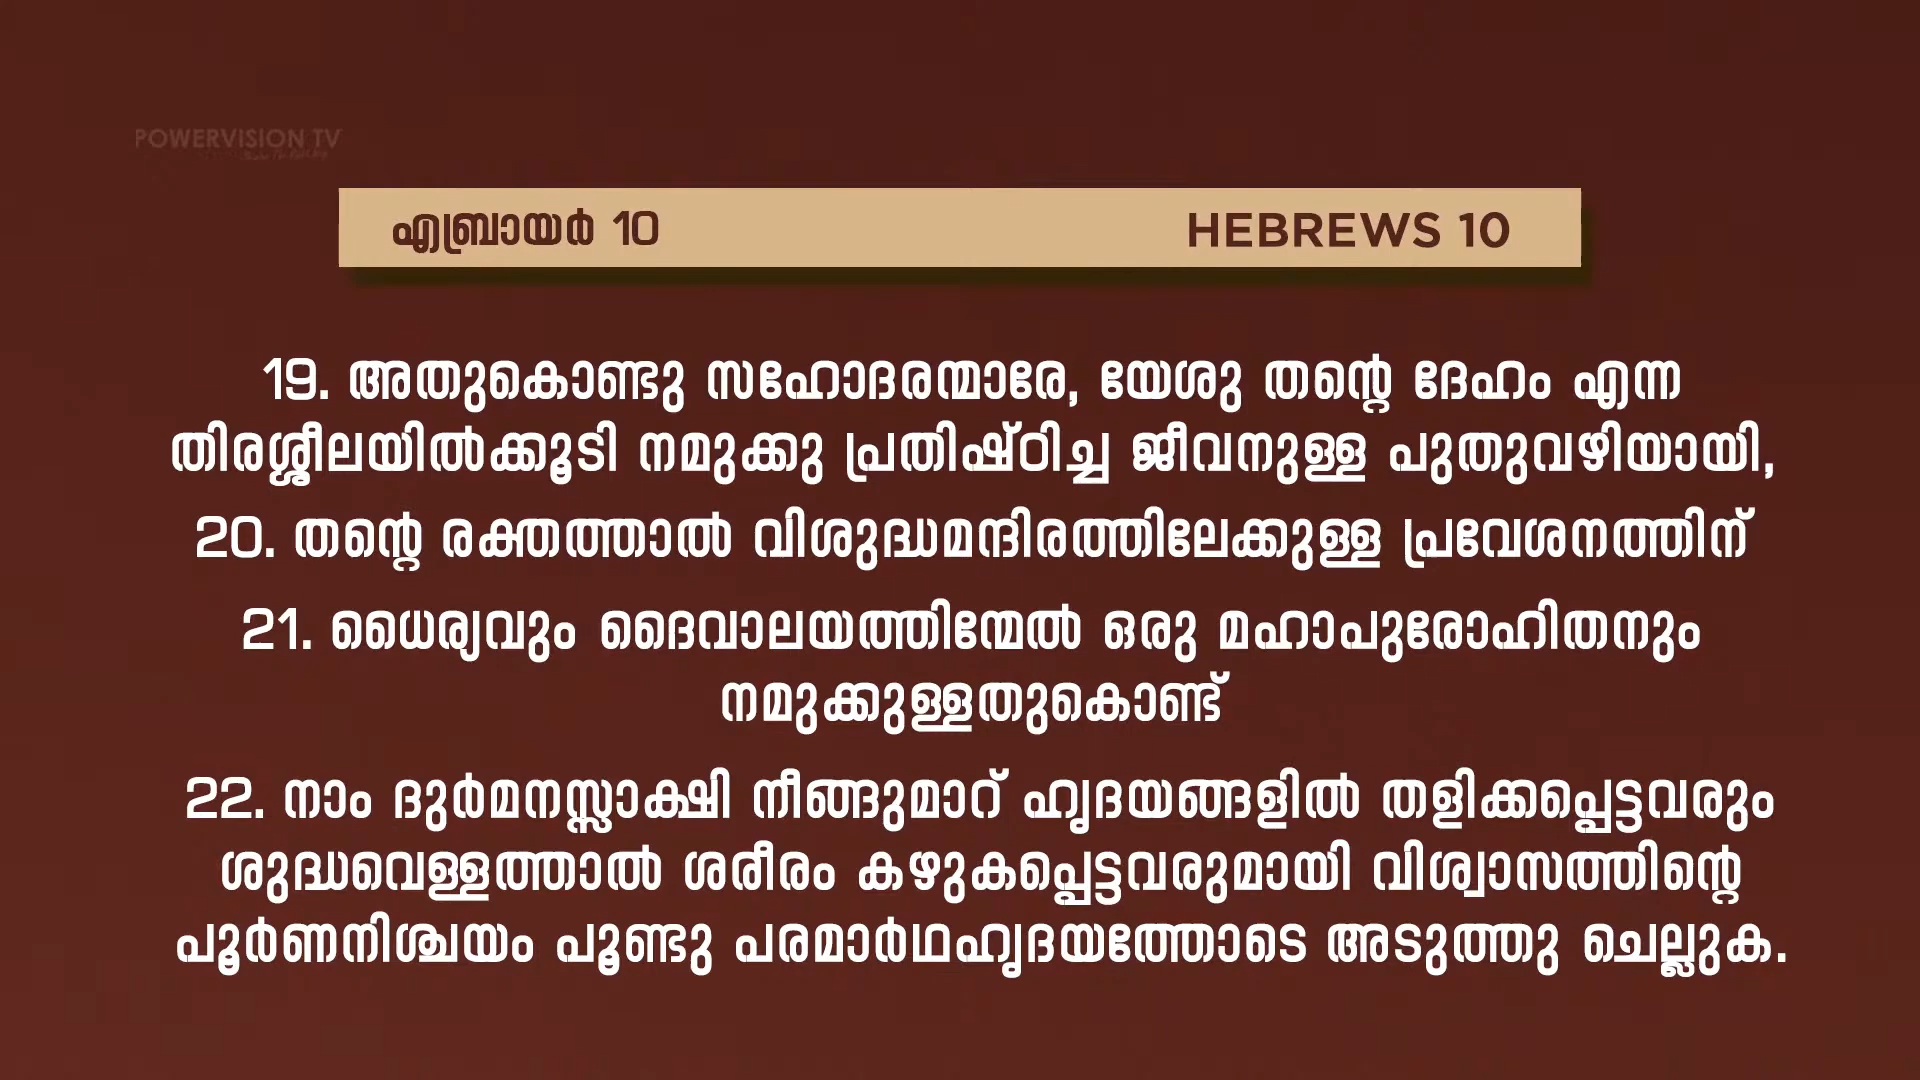 POWERVISION TV
എബ്രായർ 10 HEBREWS 10
19. അതുകൊണ്ടു സഹോദരന്മാരേ, യേശു തന്റെ ദേഹം എന്ന
തിരശ്ശീലയിൽക്കൂടി നമുക്കു പ്രതിഷ്ഠിച്ച ജീവനുള്ള പുതുവഴിയായി,
20. തന്റെ രക്തത്താൽ വിശുദ്ധമന്ദിരത്തിലേക്കുള്ള പ്രവേശനത്തിന്
21. ധൈര്യവും ദൈവാലയത്തിന്മേൽ ഒരു മഹാപുരോഹിതനും
നമുക്കുള്ളതുകൊണ്ട്
22. നാം ദുർമനസ്സാക്ഷി നീങ്ങുമാറ് ഹൃദയങ്ങളിൽ തളിക്കപ്പെട്ടവരും
ശുദ്ധവെള്ളത്താൽ ശരീരം കഴുകപ്പെട്ടവരുമായി വിശ്വാസത്തിന്റെ
പൂർണനിശ്ചയം പൂണ്ടു പരമാർഥഹൃദയത്തോടെ അടുത്തു ചെല്ലുക.